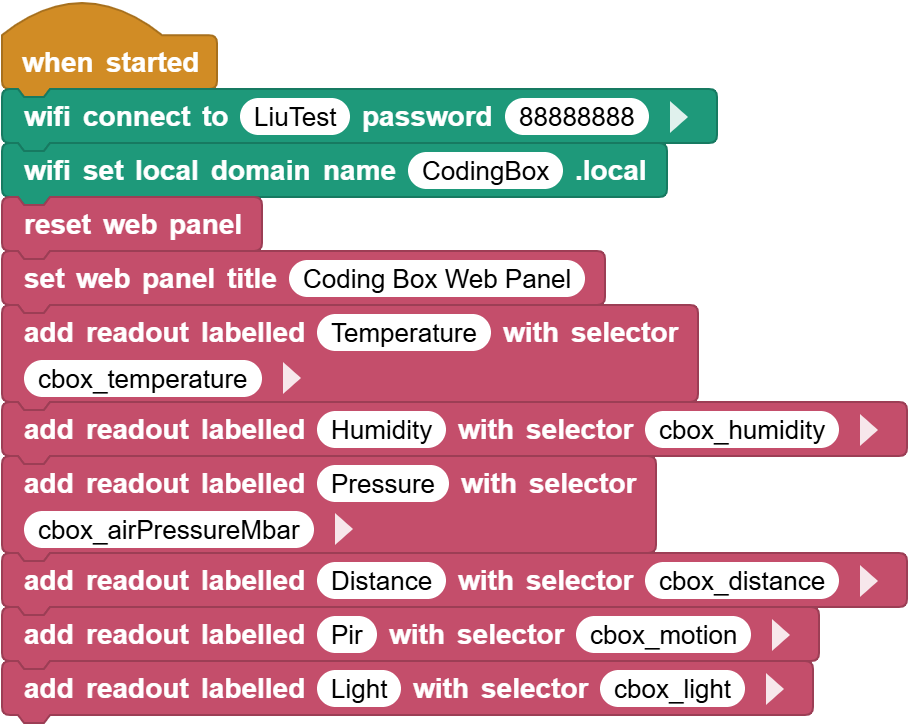 when started
wifi connect to LiuTest password 88888888
wifi set local domain name CodingBox .local
reset web panel
set web panel title Coding Box Web Panel
add readout labelled Temperature with selector
cbox_temperature
add readout labelled Humidity with selector cbox_humidity
add readout labelled Pressure with selector
cbox_airPressureMbar
add readout labelled Distance with selector cbox_distance
add readout labelled Pir with selector cbox_motion
add readout labelled Light with selector cbox_light